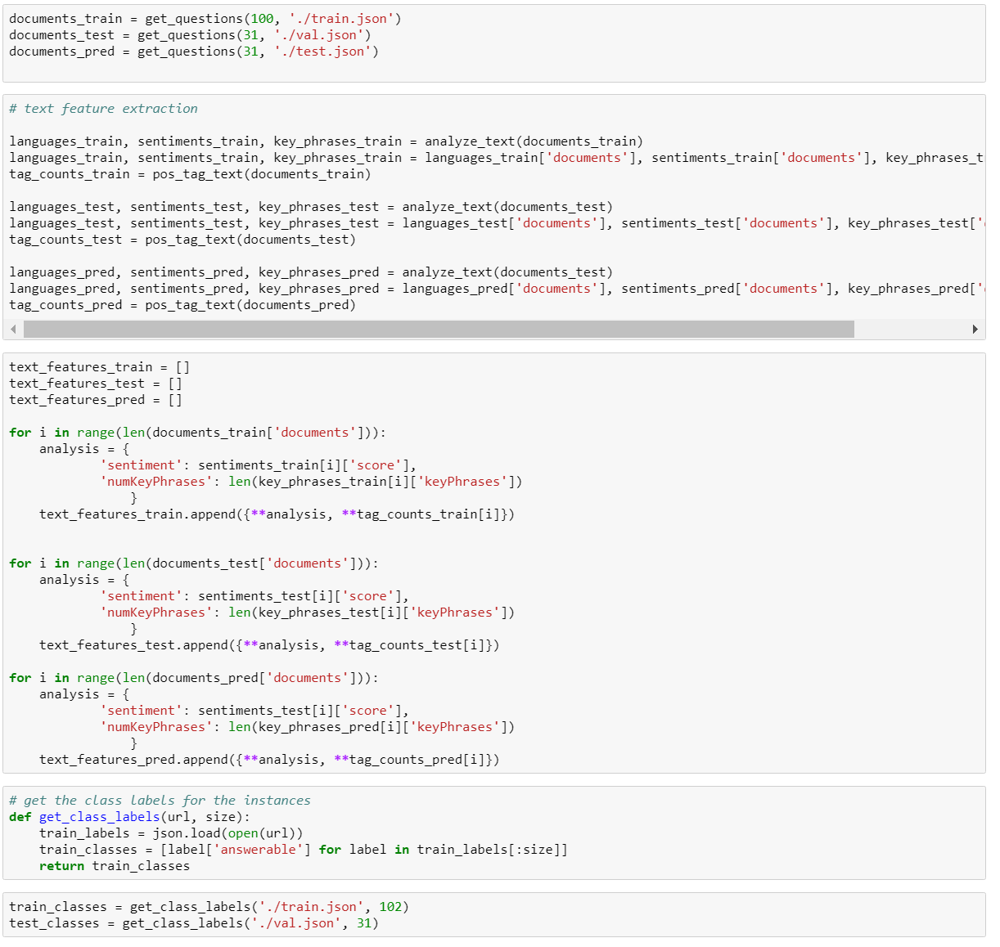 documents_train = get_questions(100, './train.json')
documents_test = get_questions(31, './val.json')
documents_pred = get_questions(31, './test.json')
# text feature extraction
languages_train, sentiments_train, key_phrases_train = analyze_text(documents_train)
languages_train, sentiments_train, key_phrases_train = languages_train['documents'], sentiments_train['documents'], key_phrases_t
tag_counts_train = pos_tag_text(documents_train)
languages_test, sentiments_test, key_phrases_test = analyze_text(documents_test)
languages_test, sentiments_test, key_phrases_test = languages_test['documents'], sentiments_test['documents'], key_phrases_test['
tag_counts_test = pos_tag_text(documents_test)
languages_pred, sentiments_pred, key_phrases_pred = analyze_text(documents_test)
languages_pred, sentiments_pred, key_phrases_pred = languages_pred['documents'], sentiments_pred['documents'], key_phrases_pred['
tag_counts_pred = pos_tag_text(documents_pred)
text_features_train = []
text_features_test = []
text_features_pred = []
for i in range(len(documents_train['documents'])):
    analysis = {
            'sentiment': sentiments_train[i]['score'],
            'numKeyPhrases': len(key_phrases_train[i]['keyPhrases'])
                }
    text_features_train.append({**analysis, **tag_counts_train[i]})
for i in range(len(documents_test['documents'])):
    analysis = {
            'sentiment': sentiments_test[i]['score'],
            'numKeyPhrases': len(key_phrases_test[i]['keyPhrases'])
                }
    text_features_test.append({**analysis, **tag_counts_test[i]})
for i in range(len(documents_pred['documents'])):
    analysis = {
            'sentiment': sentiments_test[i]['score'],
            'numKeyPhrases': len(key_phrases_pred[i]['keyPhrases'])
                }
    text_features_pred.append({**analysis, **tag_counts_pred[i]})
# get the class labels for the instances
def get_class_labels(url, size):
    train_labels = json.load(open(url))
    train_classes = [label['answerable'] for label in train_labels[:size]]
    return train_classes
train_classes = get_class_labels('./train.json', 102)
test_classes = get_class_labels('./val.json', 31)